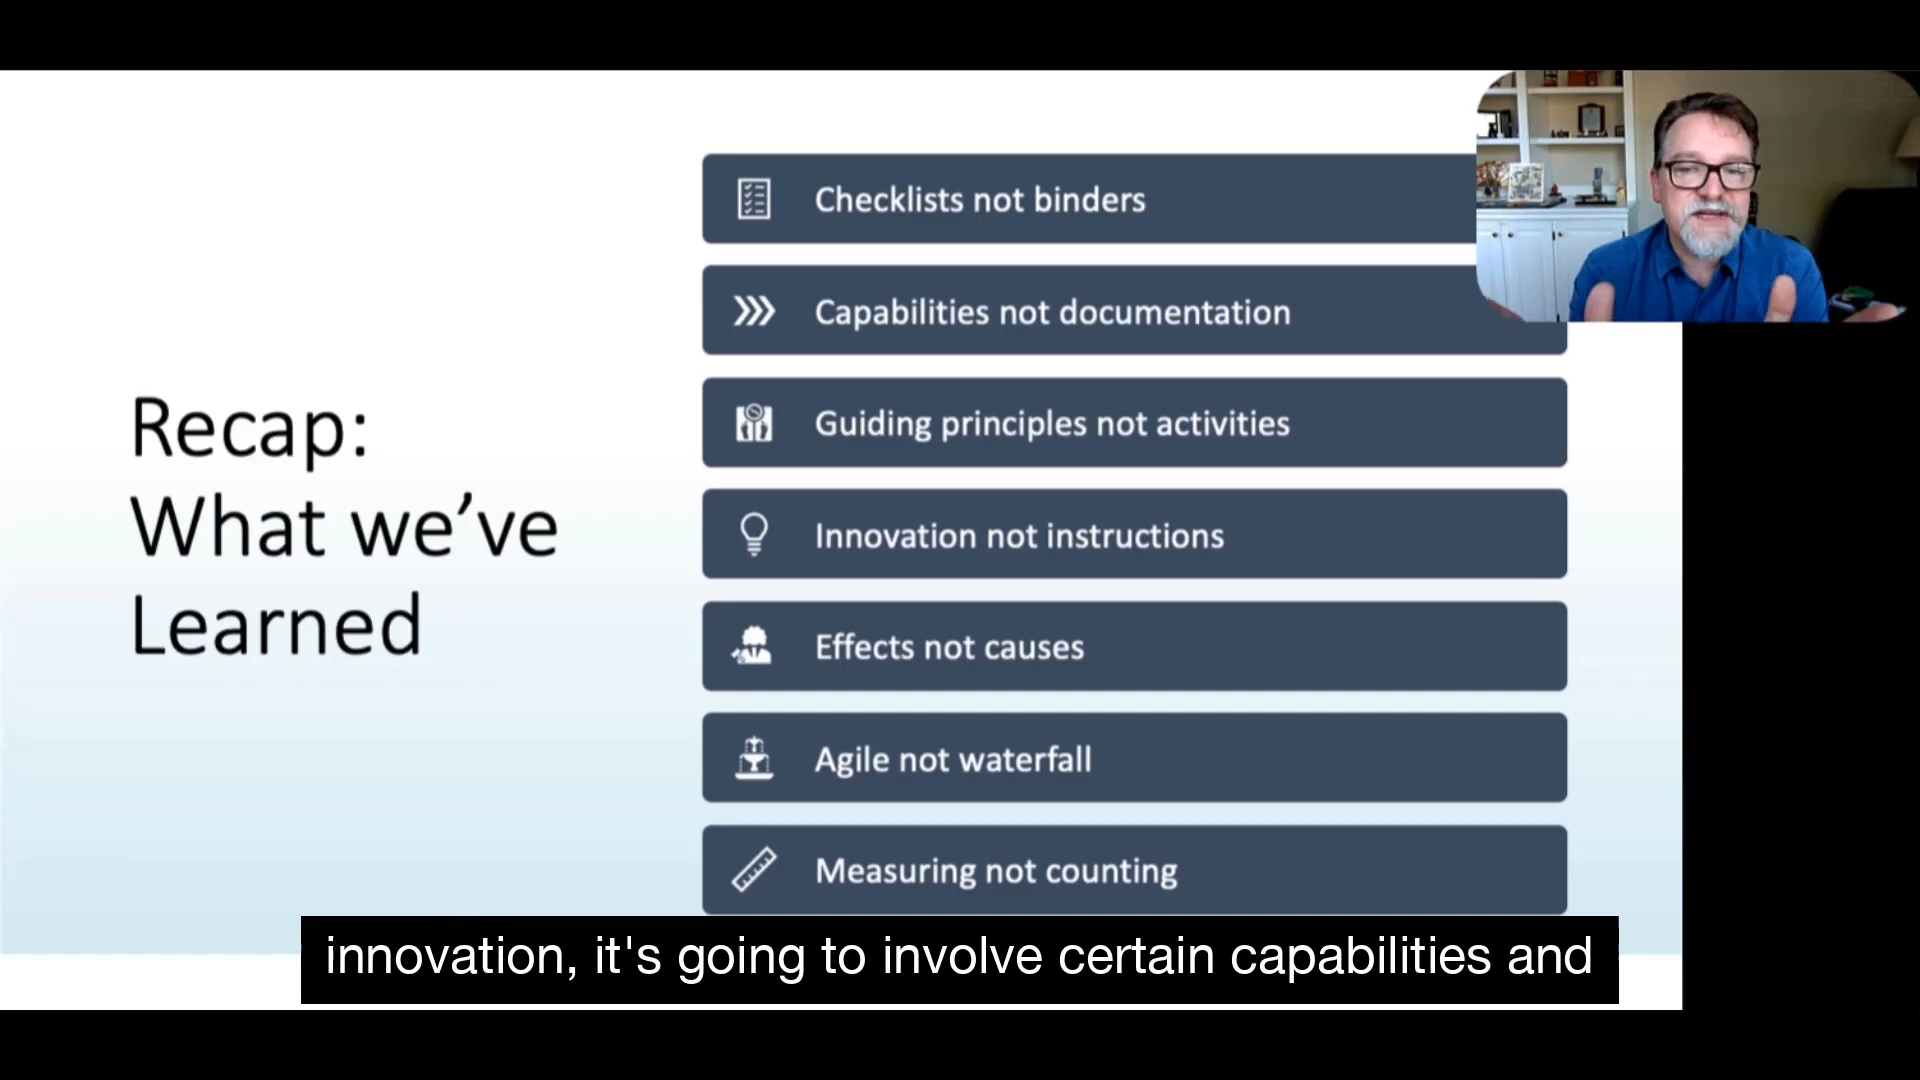 Recap:
What we’ve
Learned
Checklists not binders
Capabilities not documentation
Guiding principles not activities
Innovation not instructions
Effects not causes
Agile not waterfall
Measuring not counting
innovation, it's going to involve certain capabilities and